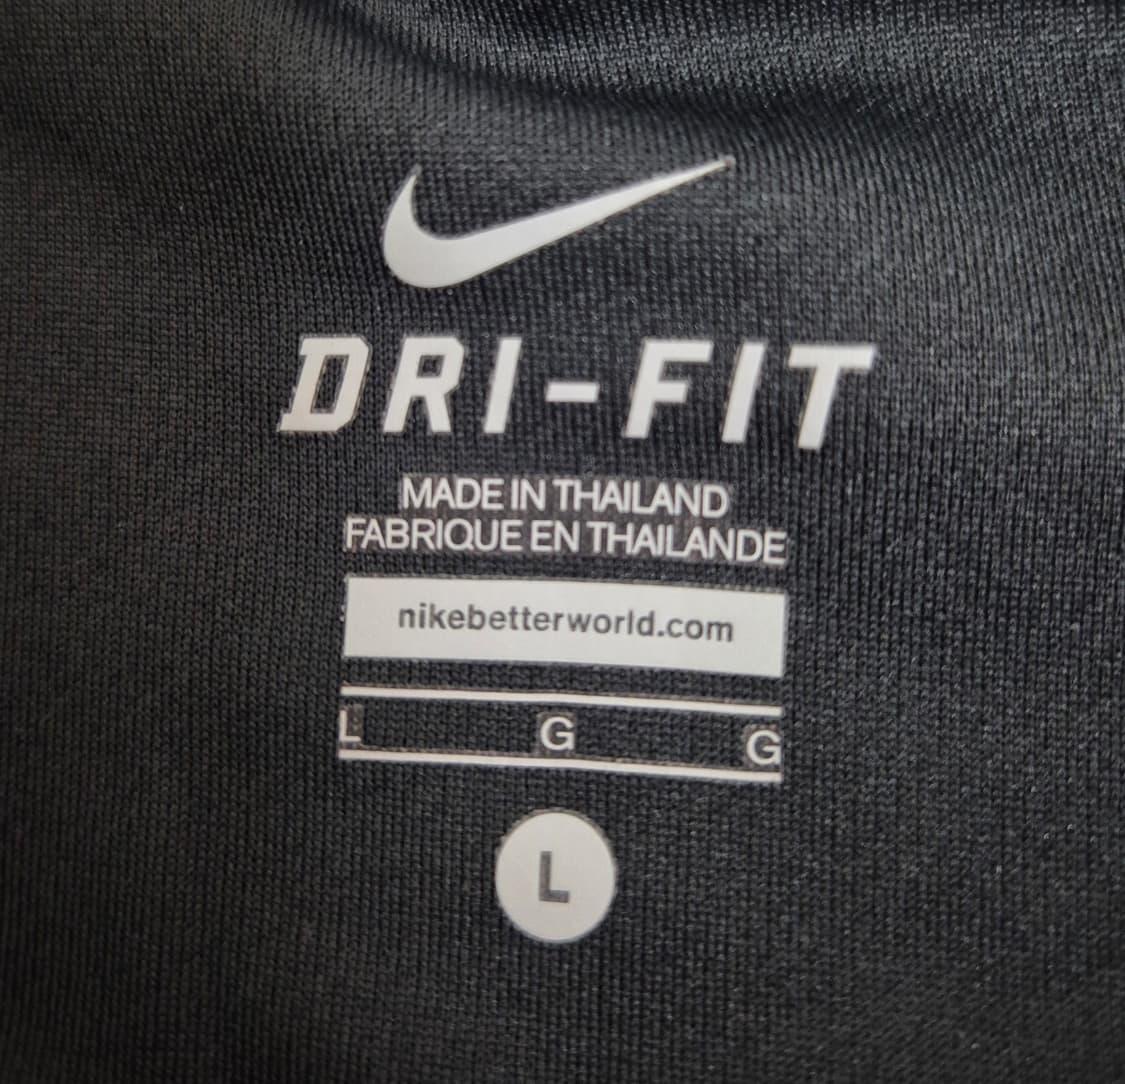 DRI-FIT
MADE IN THAILAND
FABRIQUE EN THAILANDE
nikebetterworld.com
L G G
L